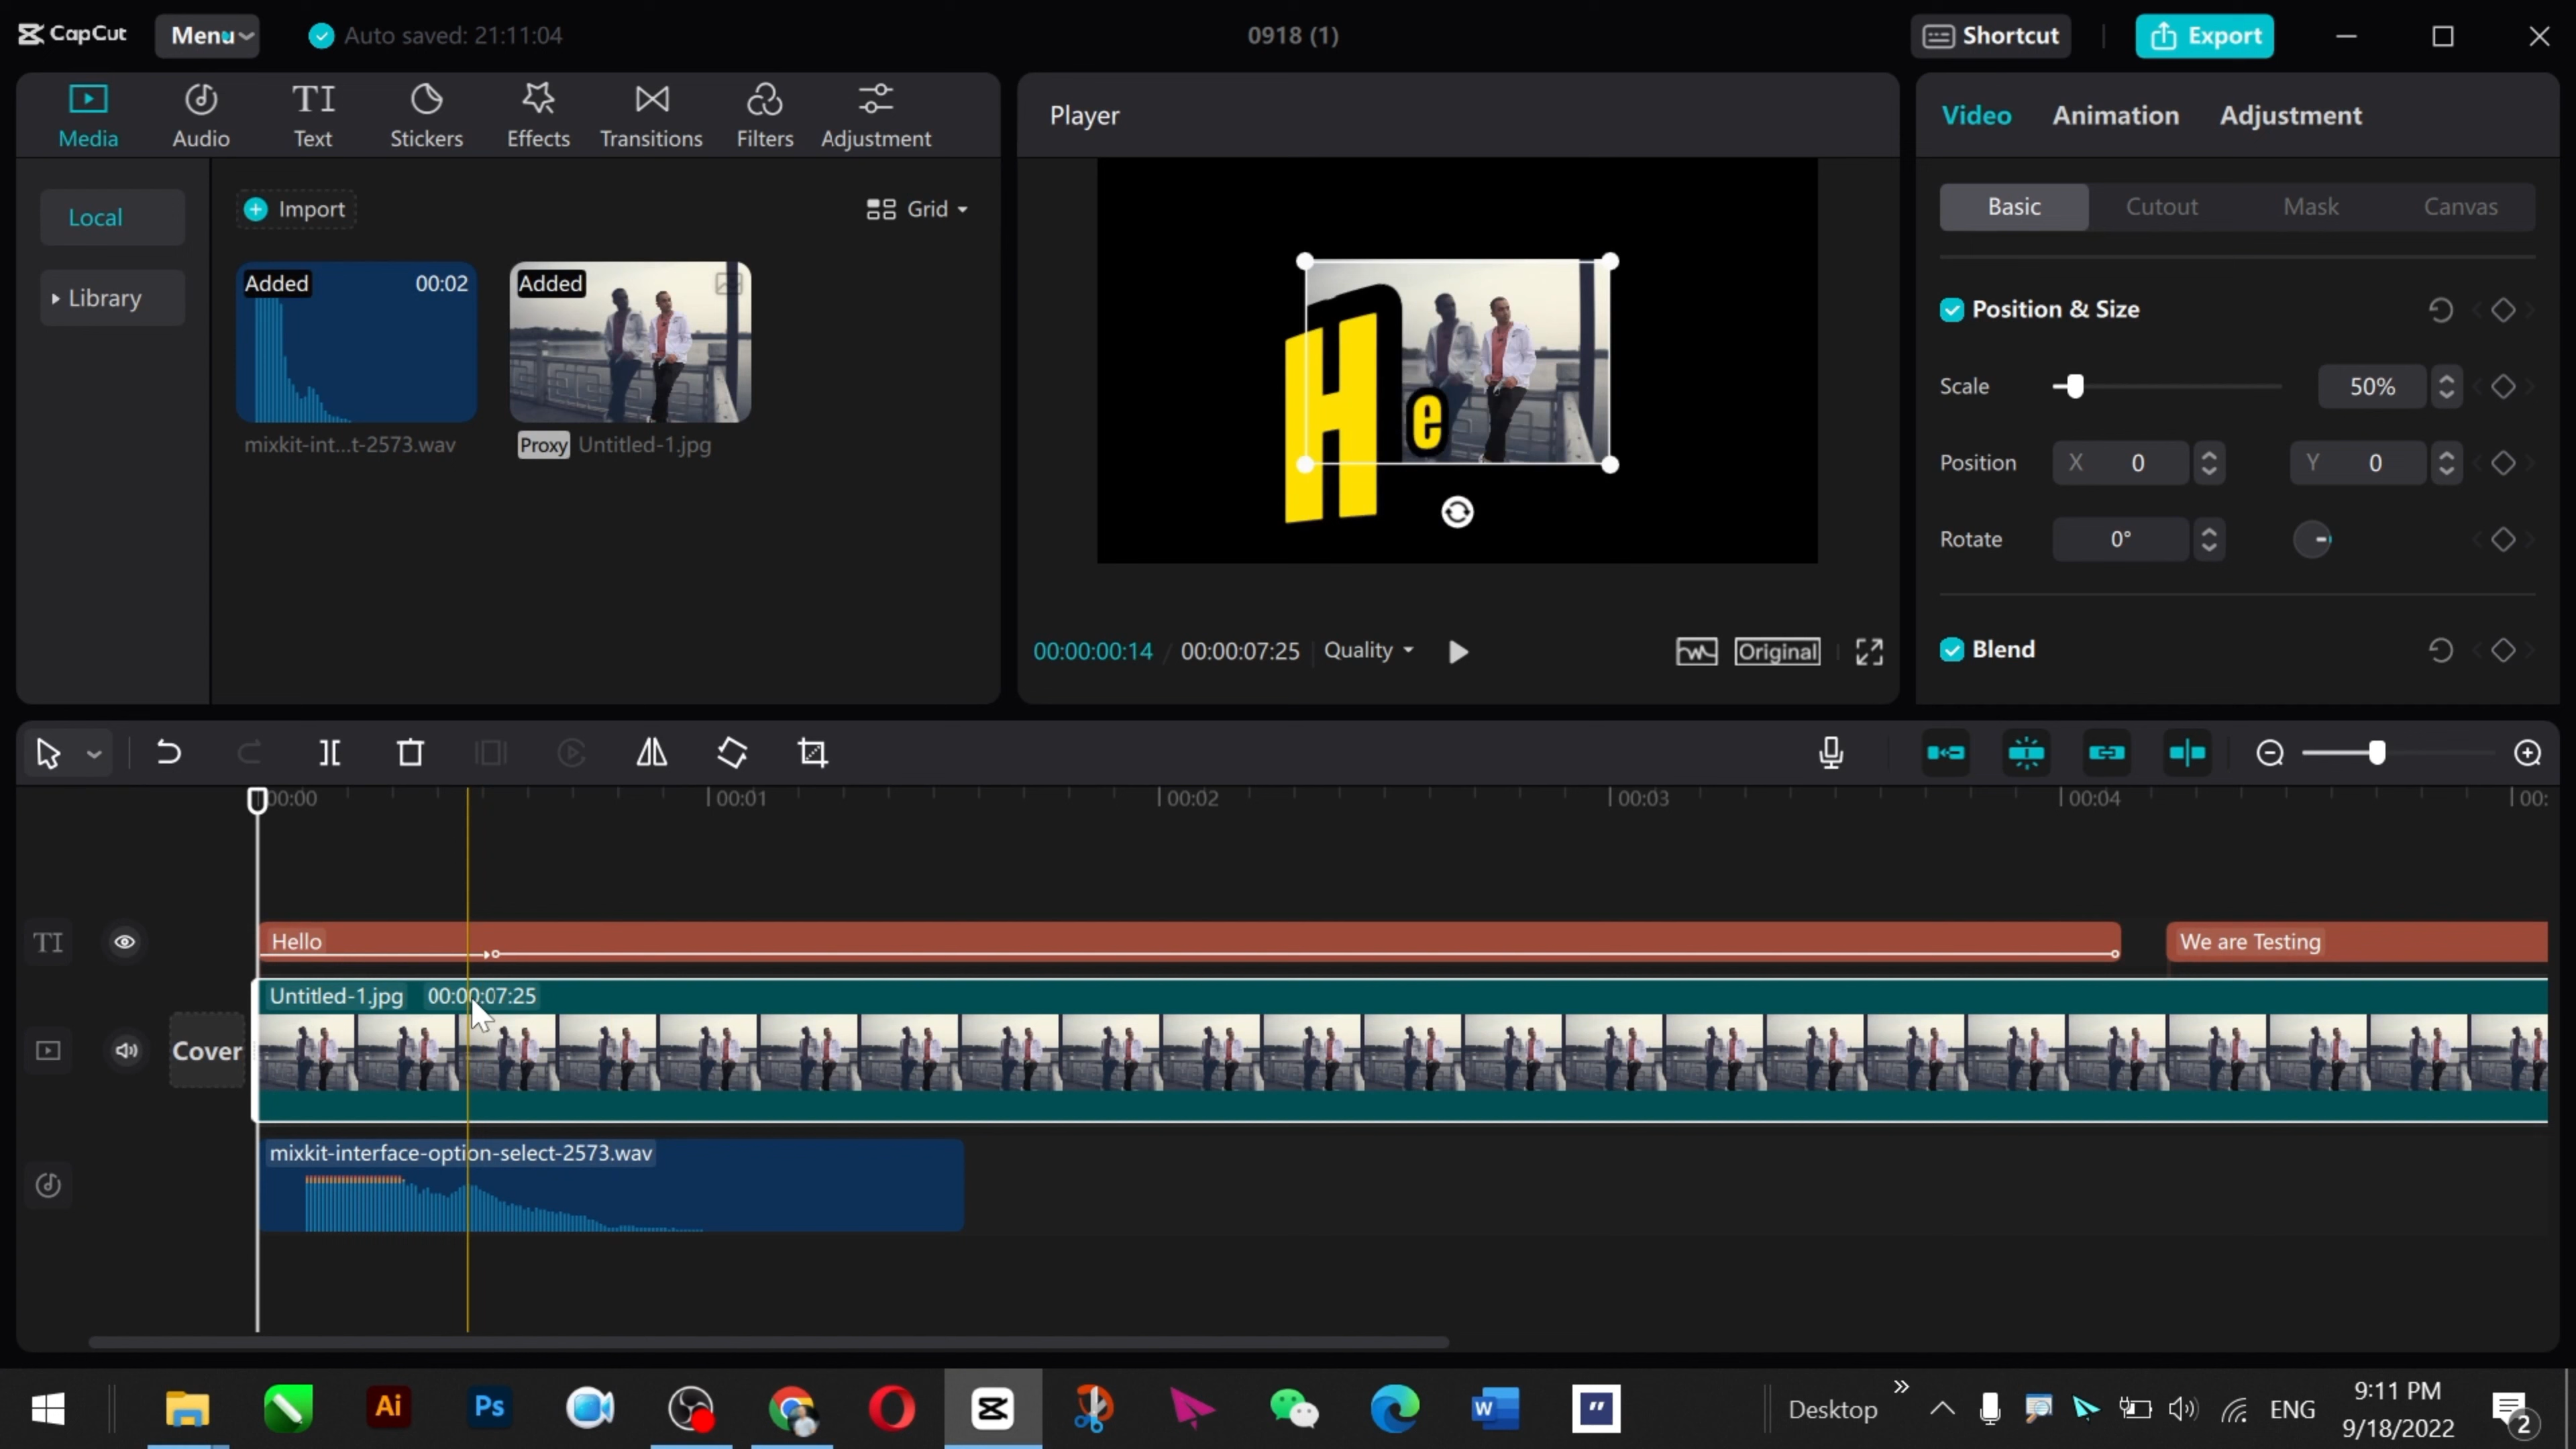 CapCut Menu Auto saved: 21:11:04 0918 (1) Shortcut Export
Media Audio Text Stickers Effects Transitions Filters Adjustment
Local
Library
Import Grid
Added 00:02
mixkit-int...t-2573.wav
Added
Proxy Untitled-1.jpg
Player
He
00:00:00:14 / 00:00:07:25 Quality Original
Video Animation Adjustment
Basic Cutout Mask Canvas
Position & Size
Scale 50%
Position X 0 Y 0
Rotate 0°
Blend
00:00 00:01 00:02 00:03 00:04 00:
TI Hello We are Testing
Untitled-1.jpg 00:00:07:25
Cover
mixkit-interface-option-select-2573.wav
Ai Ps W Desktop ENG
9:11 PM
9/18/2022
2